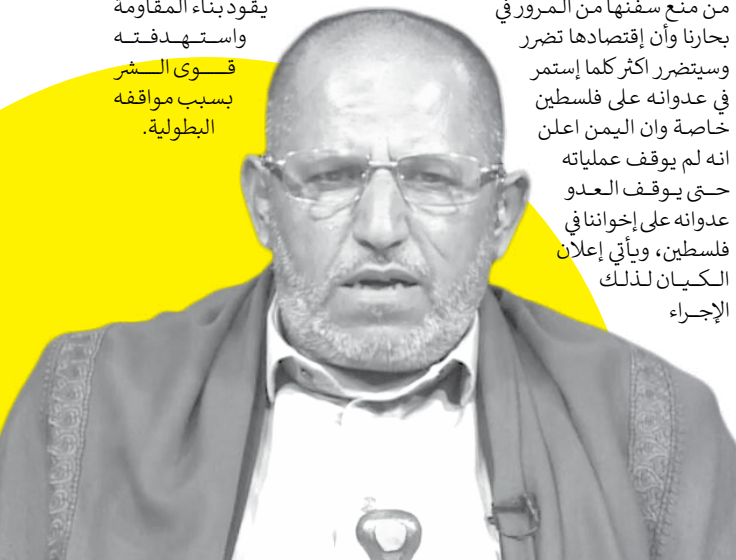 من منع سفنها من المرور في
بحارنا وأن إقتصادها تضرر
وسيتضرر اكثر كلما إستمر
في عدوانه على فلسطين
خاصة وان اليمن اعلن
انه لم يوقف عملياته
حتى يوقف العدو
عدوانه على إخواننا في
فلسطين، ويأتي إعلان
الكيان لذلك
الإجراء
يقود بناء المقاومة
واستهدفته
قوى الشر
بسبب مواقفه
البطولية.